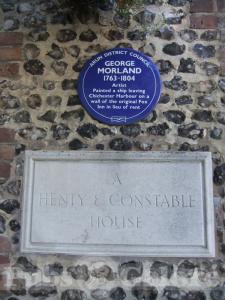 ARUN DISTRICT COUNCIL
GEORGE
MORLAND
1763-1804
Artist
Painted a ship leaving
Chichester Harbour on a
wall of the original Fox
Inn in lieu of rent
A
HENTY & CONSTABLE
HOUSE